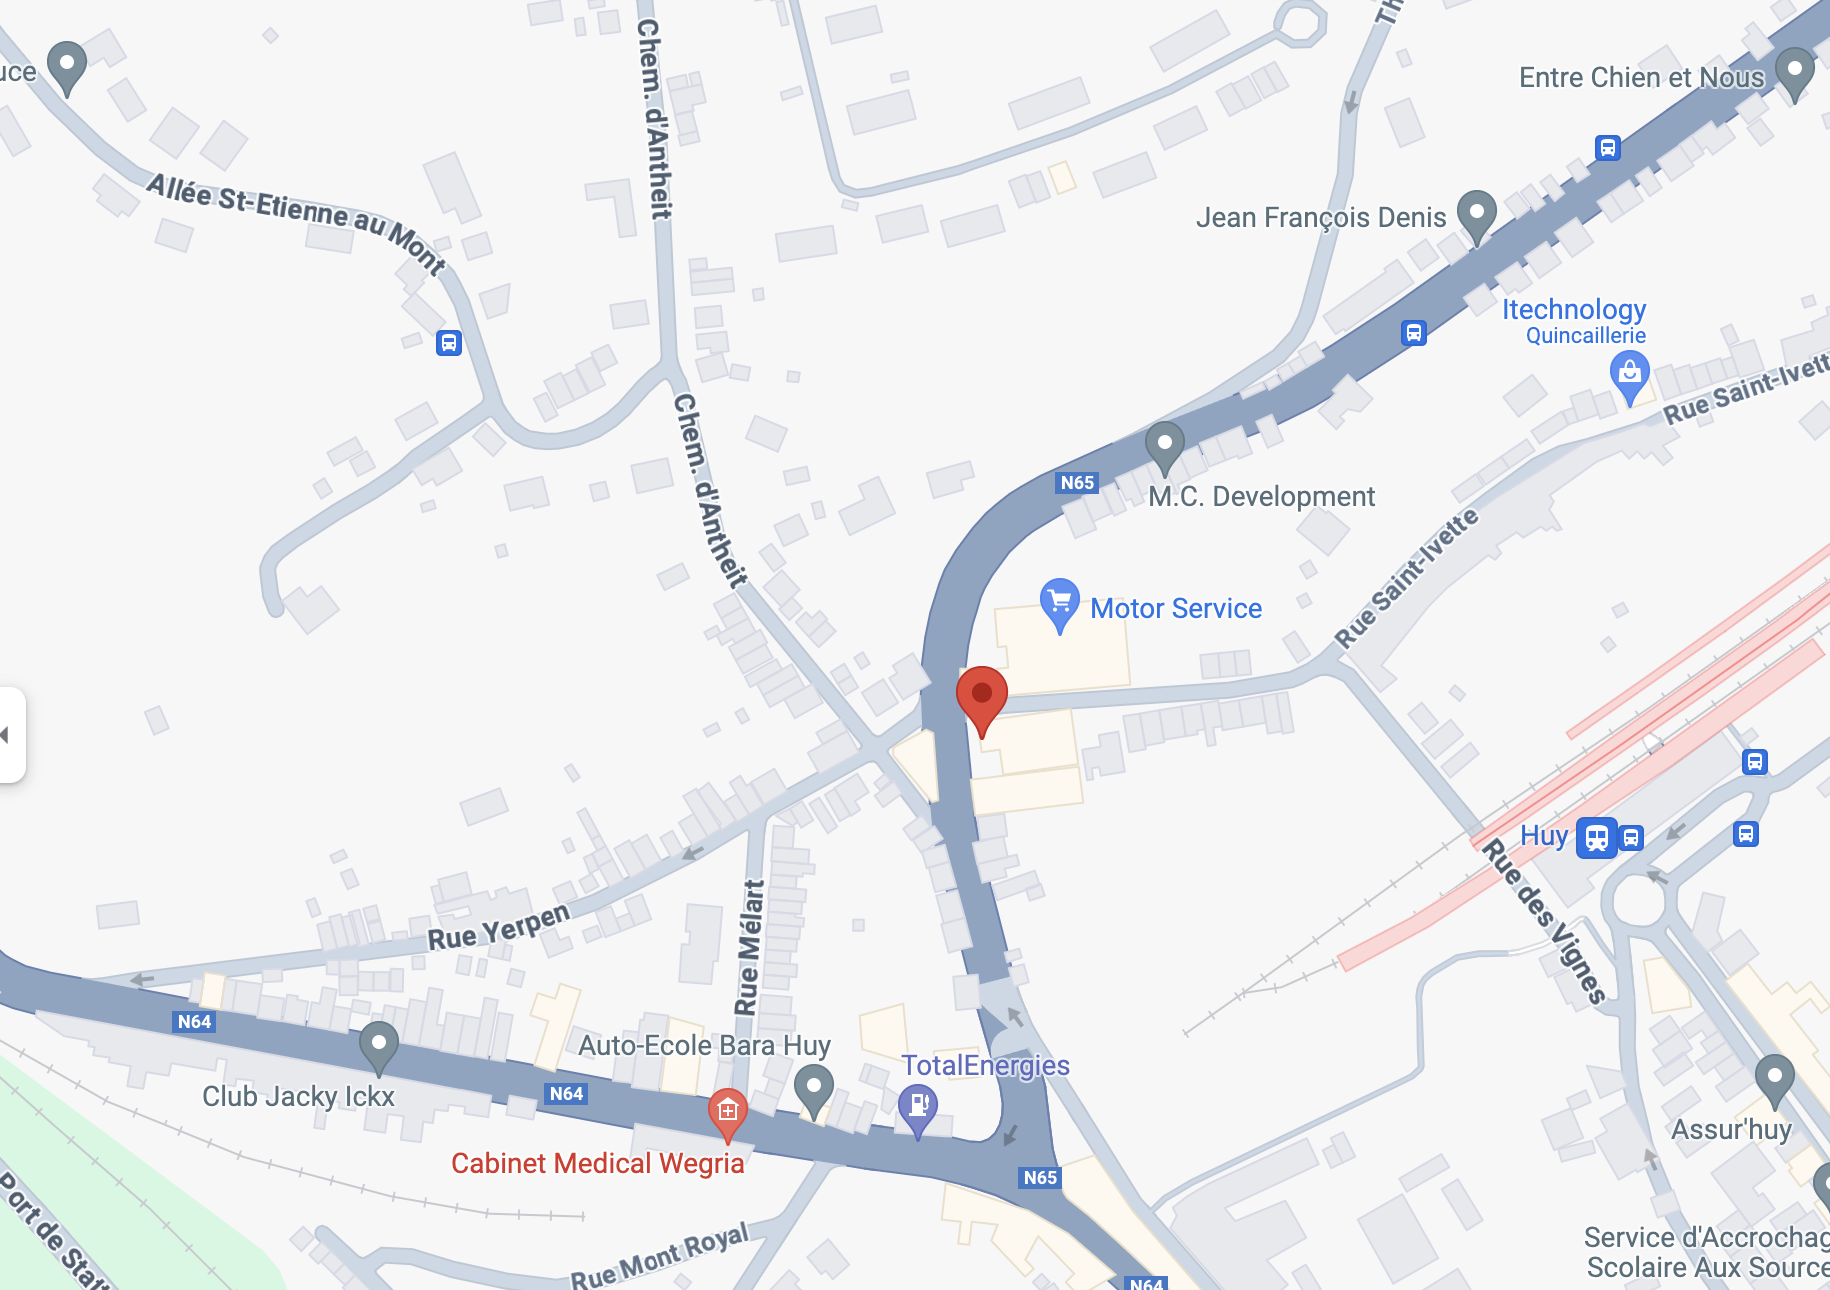 Th
uce
Chem. d'Antheit
Entre Chien et Nous
Allée St-Etienne au Mont
Jean François Denis
Itechnology
Quincaillerie
Rue Saint-Ivett
Chem. d'Antheit
N65
M.C. Development
Rue Saint-Ivette
Motor Service
Huy
Rue des Vignes
Rue Yerpen
Rue Mélart
N64
Auto-Ecole Bara Huy
TotalEnergies
Club Jacky Ickx
N64
Assur'huy
Cabinet Medical Wegria
N65
Port de Stat
Rue Mont Royal
Service d'Accrochag
Scolaire Aux Source
N64